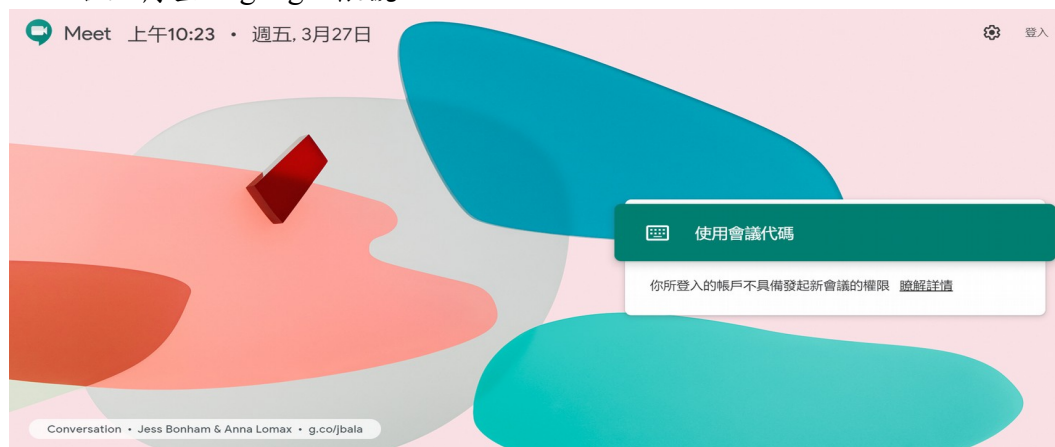 Meet 上午10:23 • 週五, 3月27日
登入
使用會議代碼
你所登入的帳戶不具備發起新會議的權限 瞭解詳情
Conversation • Jess Bonham & Anna Lomax • g.co/jbala